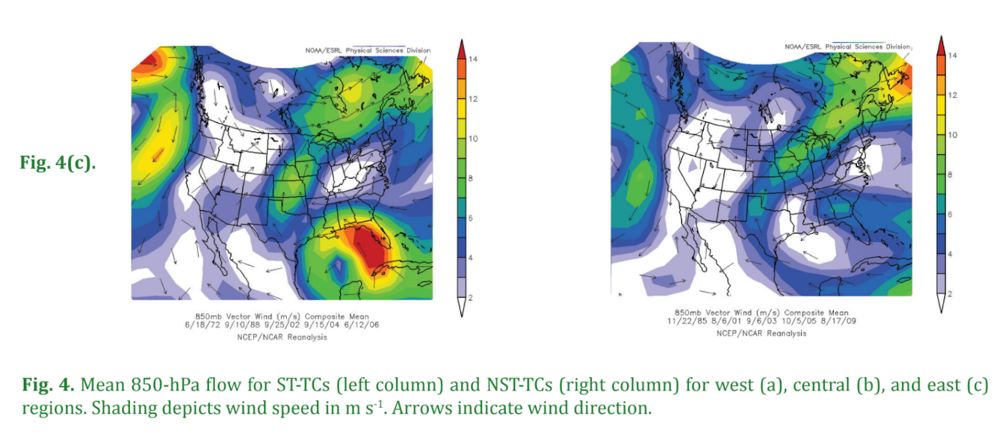 NOAA/ESRL Physical Sciences Division
NOAA/ESRL Physical Sciences Division
14
12
10
8
6
4
2
14
12
10
8
6
4
2
Fig. 4(c).
850mb Vector Wind (m/s) Composite Mean
6/18/72 9/10/88 9/25/02 9/15/04 6/12/06
NCEP/NCAR Reanalysis
850mb Vector Wind (m/s) Composite Mean
11/22/85 8/6/01 9/6/03 10/5/05 8/17/09
NCEP/NCAR Reanalysis
Fig. 4. Mean 850-hPa flow for ST-TCs (left column) and NST-TCs (right column) for west (a), central (b), and east (c)
regions. Shading depicts wind speed in m s⁻¹. Arrows indicate wind direction.